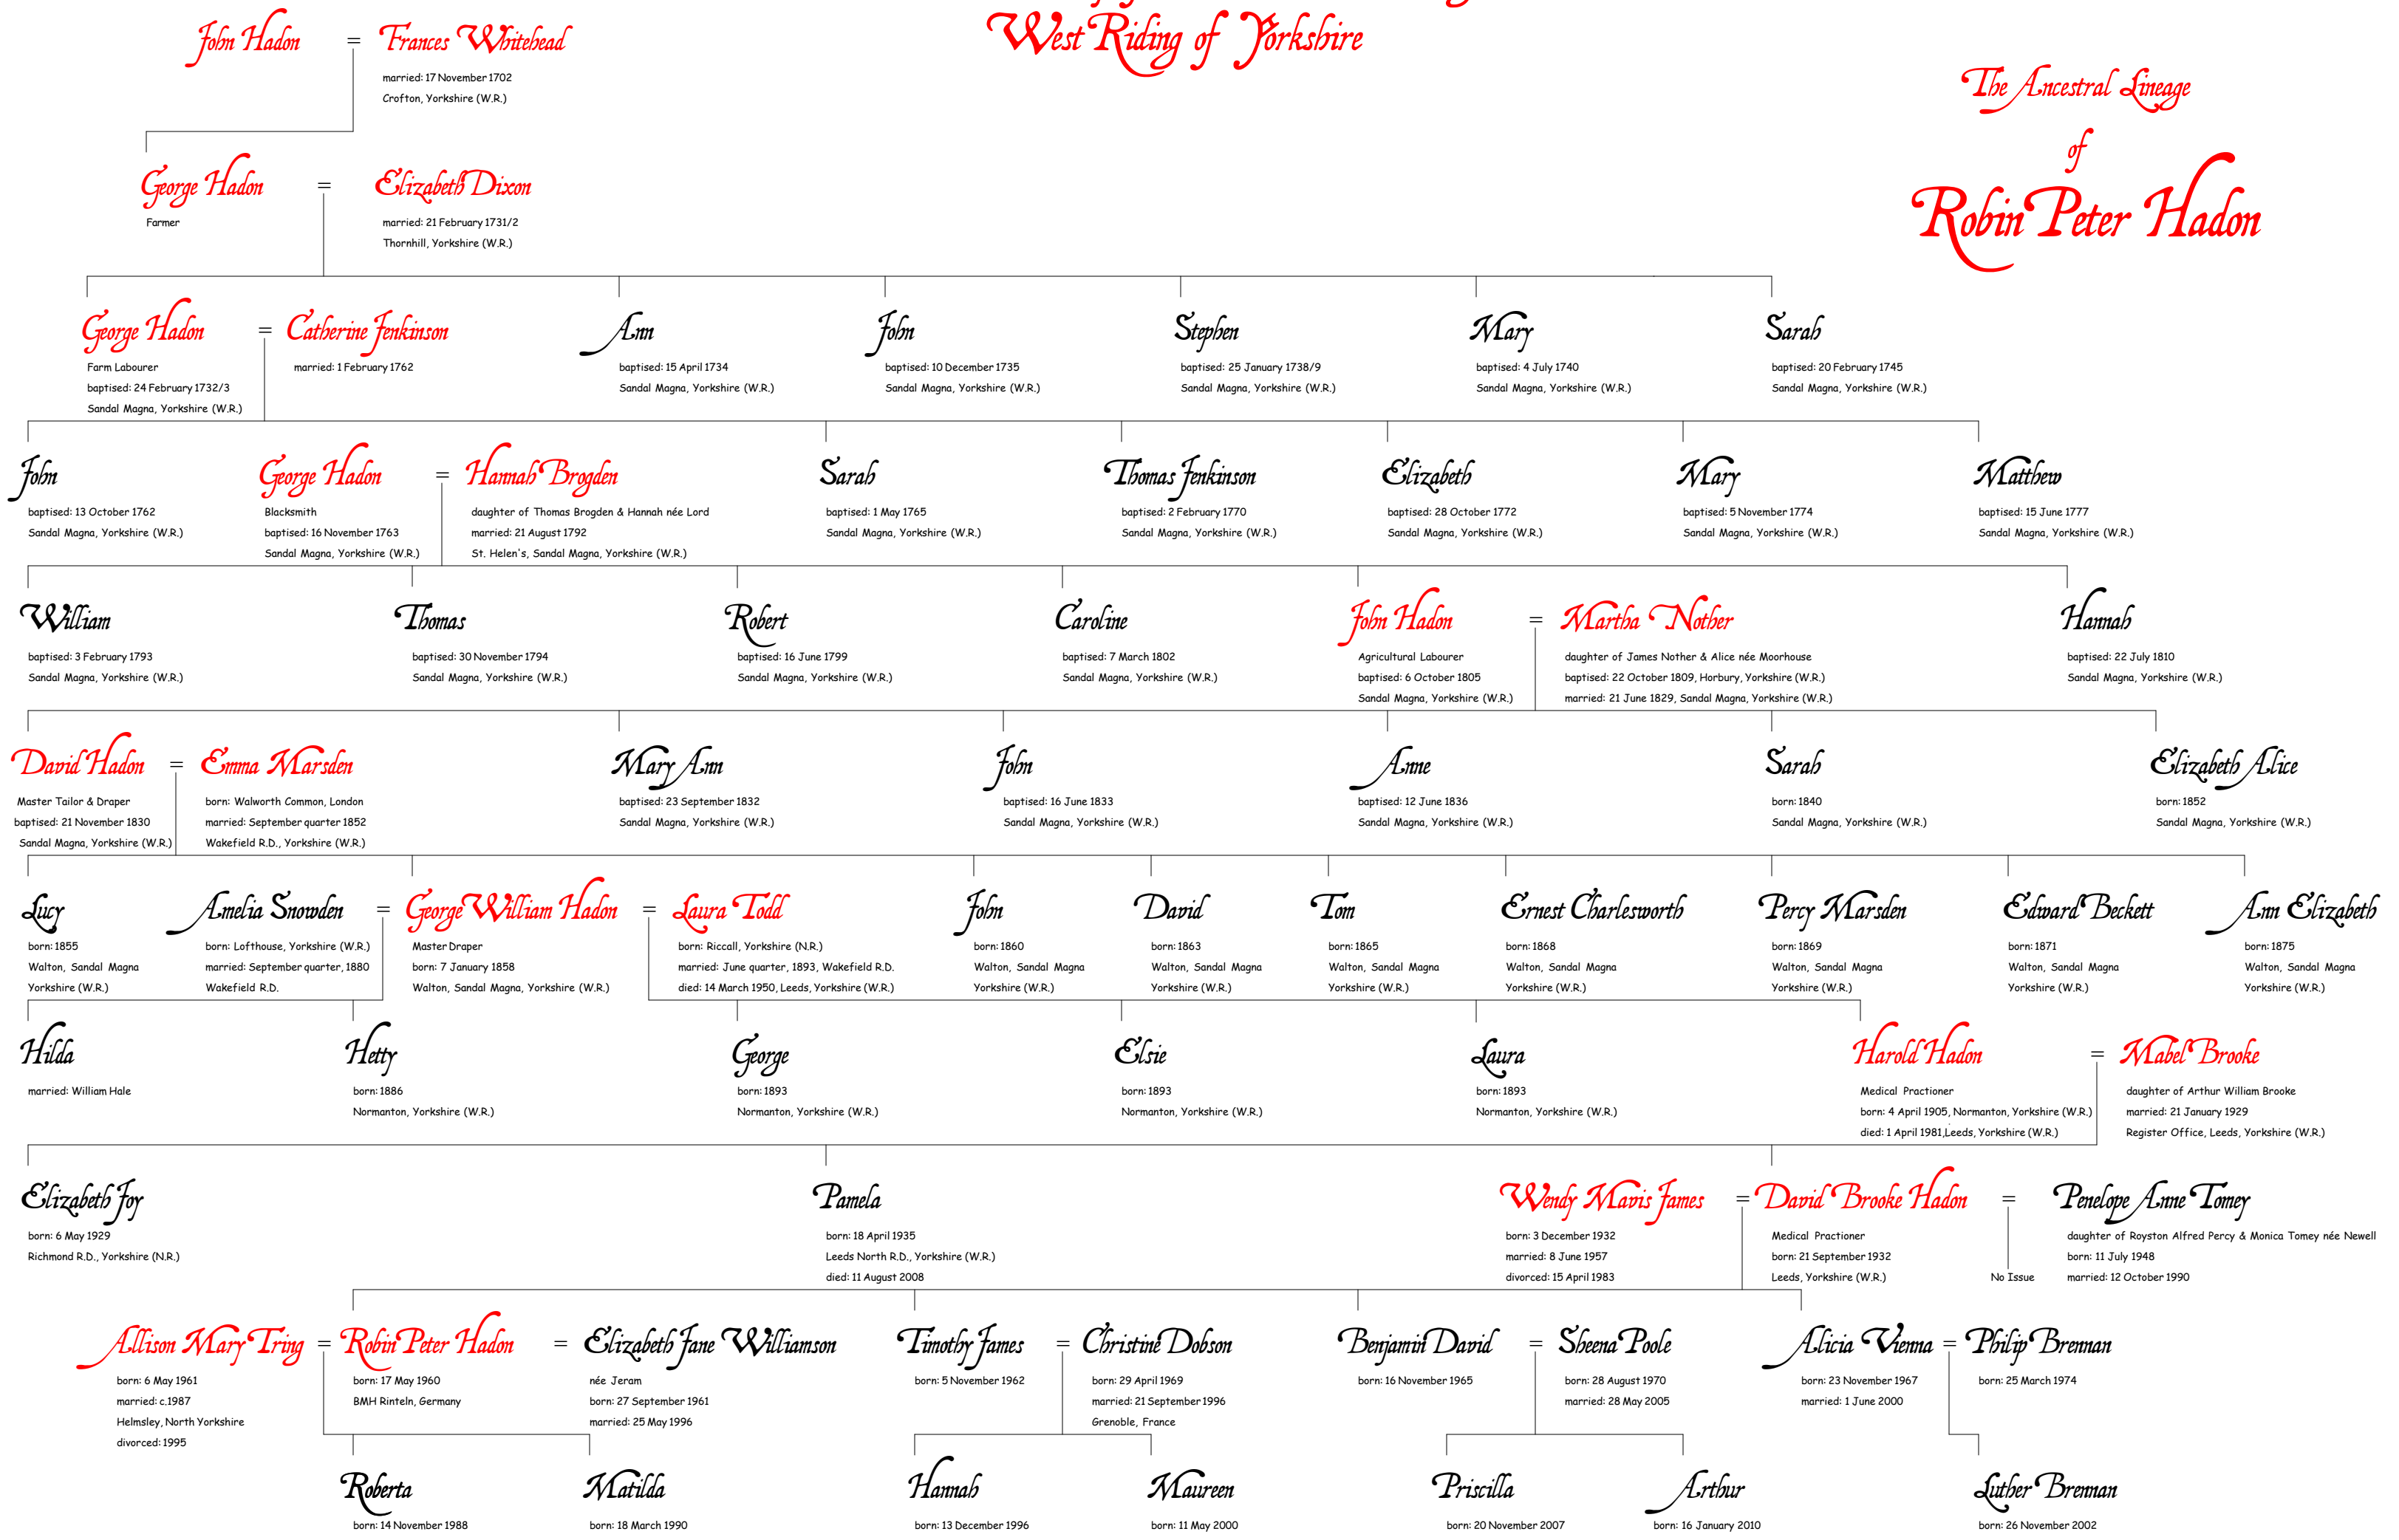 West Riding of Yorkshire
The Ancestral Lineage
of
Robin Peter Hadon
John Hadon = Frances Whitehead
married: 17 November 1702
Crofton, Yorkshire (W.R.)
George Hadon = Elizabeth Dixon
Farmer
married: 21 February 1731/2
Thornhill, Yorkshire (W.R.)
George Hadon = Catherine Jenkinson
Farm Labourer
baptised: 24 February 1732/3
Sandal Magna, Yorkshire (W.R.)
married: 1 February 1762
Ann
baptised: 15 April 1734
Sandal Magna, Yorkshire (W.R.)
John
baptised: 10 December 1735
Sandal Magna, Yorkshire (W.R.)
Stephen
baptised: 25 January 1738/9
Sandal Magna, Yorkshire (W.R.)
Mary
baptised: 4 July 1740
Sandal Magna, Yorkshire (W.R.)
Sarah
baptised: 20 February 1745
Sandal Magna, Yorkshire (W.R.)
John
baptised: 13 October 1762
Sandal Magna, Yorkshire (W.R.)
George Hadon = Hannah Brogden
Blacksmith
baptised: 16 November 1763
Sandal Magna, Yorkshire (W.R.)
daughter of Thomas Brogden & Hannah née Lord
married: 21 August 1792
St. Helen's, Sandal Magna, Yorkshire (W.R.)
Sarah
baptised: 1 May 1765
Sandal Magna, Yorkshire (W.R.)
Thomas Jenkinson
baptised: 2 February 1770
Sandal Magna, Yorkshire (W.R.)
Elizabeth
baptised: 28 October 1772
Sandal Magna, Yorkshire (W.R.)
Mary
baptised: 5 November 1774
Sandal Magna, Yorkshire (W.R.)
Matthew
baptised: 15 June 1777
Sandal Magna, Yorkshire (W.R.)
William
baptised: 3 February 1793
Sandal Magna, Yorkshire (W.R.)
Thomas
baptised: 30 November 1794
Sandal Magna, Yorkshire (W.R.)
Robert
baptised: 16 June 1799
Sandal Magna, Yorkshire (W.R.)
Caroline
baptised: 7 March 1802
Sandal Magna, Yorkshire (W.R.)
John Hadon = Martha Nother
Agricultural Labourer
baptised: 6 October 1805
Sandal Magna, Yorkshire (W.R.)
daughter of James Nother & Alice née Moorhouse
baptised: 22 October 1809, Horbury, Yorkshire (W.R.)
married: 21 June 1829, Sandal Magna, Yorkshire (W.R.)
Hannah
baptised: 22 July 1810
Sandal Magna, Yorkshire (W.R.)
David Hadon = Emma Marsden
Master Tailor & Draper
baptised: 21 November 1830
Sandal Magna, Yorkshire (W.R.)
born: Walworth Common, London
married: September quarter 1852
Wakefield R.D., Yorkshire (W.R.)
Mary Ann
baptised: 23 September 1832
Sandal Magna, Yorkshire (W.R.)
John
baptised: 16 June 1833
Sandal Magna, Yorkshire (W.R.)
Anne
baptised: 12 June 1836
Sandal Magna, Yorkshire (W.R.)
Sarah
born: 1840
Sandal Magna, Yorkshire (W.R.)
Elizabeth Alice
born: 1852
Sandal Magna, Yorkshire (W.R.)
Lucy
born: 1855
Walton, Sandal Magna
Yorkshire (W.R.)
Amelia Snowden = George William Hadon = Laura Todd
born: Lofthouse, Yorkshire (W.R.)
married: September quarter, 1880
Wakefield R.D.
Master Draper
born: 7 January 1858
Walton, Sandal Magna, Yorkshire (W.R.)
born: Riccall, Yorkshire (N.R.)
married: June quarter, 1893, Wakefield R.D.
died: 14 March 1950, Leeds, Yorkshire (W.R.)
John
born: 1860
Walton, Sandal Magna
Yorkshire (W.R.)
David
born: 1863
Walton, Sandal Magna
Yorkshire (W.R.)
Tom
born: 1865
Walton, Sandal Magna
Yorkshire (W.R.)
Ernest Charlesworth
born: 1868
Walton, Sandal Magna
Yorkshire (W.R.)
Percy Marsden
born: 1869
Walton, Sandal Magna
Yorkshire (W.R.)
Edward Beckett
born: 1871
Walton, Sandal Magna
Yorkshire (W.R.)
Ann Elizabeth
born: 1875
Walton, Sandal Magna
Yorkshire (W.R.)
Hilda
married: William Hale
Hetty
born: 1886
Normanton, Yorkshire (W.R.)
George
born: 1893
Normanton, Yorkshire (W.R.)
Elsie
born: 1893
Normanton, Yorkshire (W.R.)
Laura
born: 1893
Normanton, Yorkshire (W.R.)
Harold Hadon = Mabel Brooke
Medical Practioner
born: 4 April 1905, Normanton, Yorkshire (W.R.)
died: 1 April 1981, Leeds, Yorkshire (W.R.)
daughter of Arthur William Brooke
married: 21 January 1929
Register Office, Leeds, Yorkshire (W.R.)
Elizabeth Joy
born: 6 May 1929
Richmond R.D., Yorkshire (N.R.)
Pamela
born: 18 April 1935
Leeds North R.D., Yorkshire (W.R.)
died: 11 August 2008
Wendy Mavis James = David Brooke Hadon = Penelope Anne Tomey
born: 3 December 1932
married: 8 June 1957
divorced: 15 April 1983
Medical Practioner
born: 21 September 1932
Leeds, Yorkshire (W.R.)
No Issue
daughter of Royston Alfred Percy & Monica Tomey née Newell
born: 11 July 1948
married: 12 October 1990
Allison Mary Tring = Robin Peter Hadon = Elizabeth Jane Williamson
born: 6 May 1961
married: c.1987
Helmsley, North Yorkshire
divorced: 1995
born: 17 May 1960
BMH Rinteln, Germany
née Jeram
born: 27 September 1961
married: 25 May 1996
Timothy James = Christine Dobson
born: 5 November 1962
born: 29 April 1969
married: 21 September 1996
Grenoble, France
Benjamin David = Sheena Poole
born: 16 November 1965
born: 28 August 1970
married: 28 May 2005
Alicia Vienna = Philip Brennan
born: 23 November 1967
married: 1 June 2000
born: 25 March 1974
Roberta
born: 14 November 1988
Matilda
born: 18 March 1990
Hannah
born: 13 December 1996
Maureen
born: 11 May 2000
Priscilla
born: 20 November 2007
Arthur
born: 16 January 2010
Luther Brennan
born: 26 November 2002